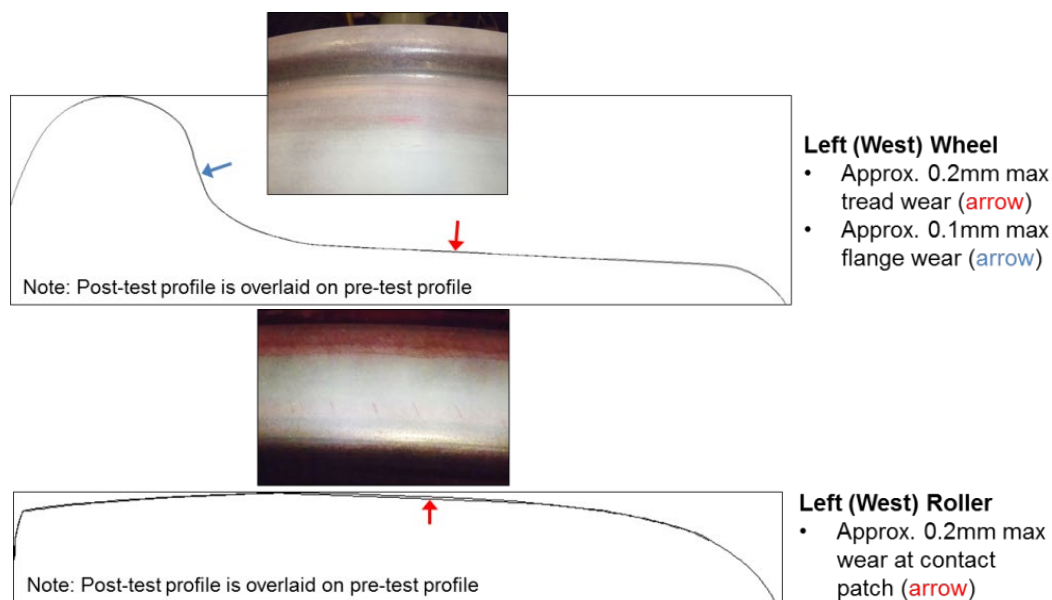 Left (West) Wheel
• Approx. 0.2mm max
tread wear (arrow)
• Approx. 0.1mm max
flange wear (arrow)
Note: Post-test profile is overlaid on pre-test profile
Left (West) Roller
• Approx. 0.2mm max
wear at contact
patch (arrow)
Note: Post-test profile is overlaid on pre-test profile